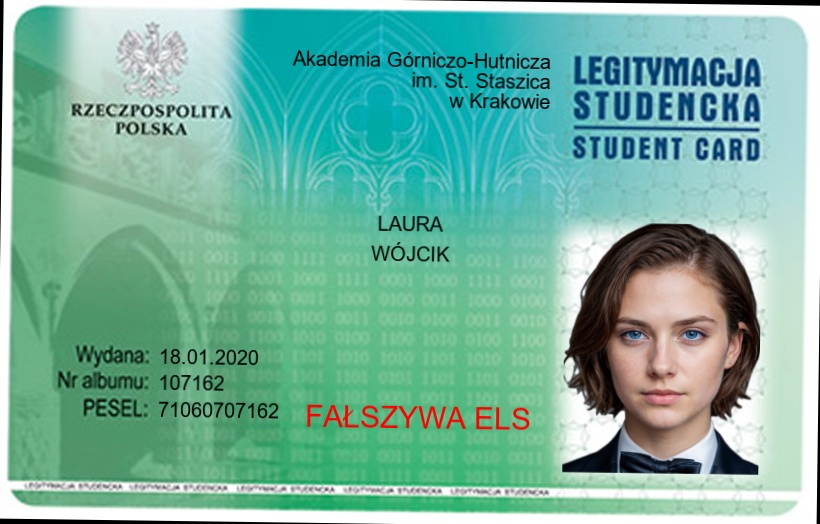 RZECZPOSPOLITA
POLSKA
Akademia Górniczo-Hutnicza
im. St. Staszica
w Krakowie
LEGITYMACJA
STUDENCKA
STUDENT CARD
LAURA
WÓJCIK
Wydana: 18.01.2020
Nr albumu: 107162
PESEL: 71060707162
FAŁSZYWA ELS
LEGITYMACJA STUDENCKA LEGITYMACJA STUDENCKA LEGITYMACJA STUDENCKA LEGITYMACJA STUDENCKA LEGITYMACJA STUDENCKA